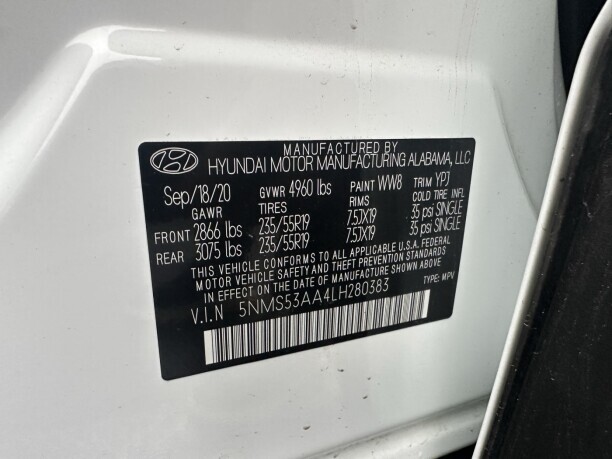 MANUFACTURED BY
HYUNDAI MOTOR MANUFACTURING ALABAMA, LLC
Sep/18/20 GVWR 4960 lbs PAINT WW8 TRIM YPJ
GAWR TIRES RIMS COLD TIRE INFL
FRONT 2866 lbs 235/55R19 7.5JX19 35 psi SINGLE
REAR 3075 lbs 235/55R19 7.5JX19 35 psi SINGLE
THIS VEHICLE CONFORMS TO ALL APPLICABLE U.S.A. FEDERAL
MOTOR VEHICLE SAFETY AND THEFT PREVENTION STANDARDS
IN EFFECT ON THE DATE OF MANUFACTURE SHOWN ABOVE.
V.I.N 5NMS53AA4LH280383 TYPE: MPV